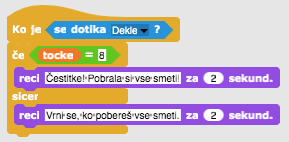 Ko je se dotika Dekle ?
če tocke = 8
reci Čestitke! Pobrala si vse smeti! za 2 sekund.
sicer
reci Vrni se, ko pobereš vse smeti. za 2 sekund.